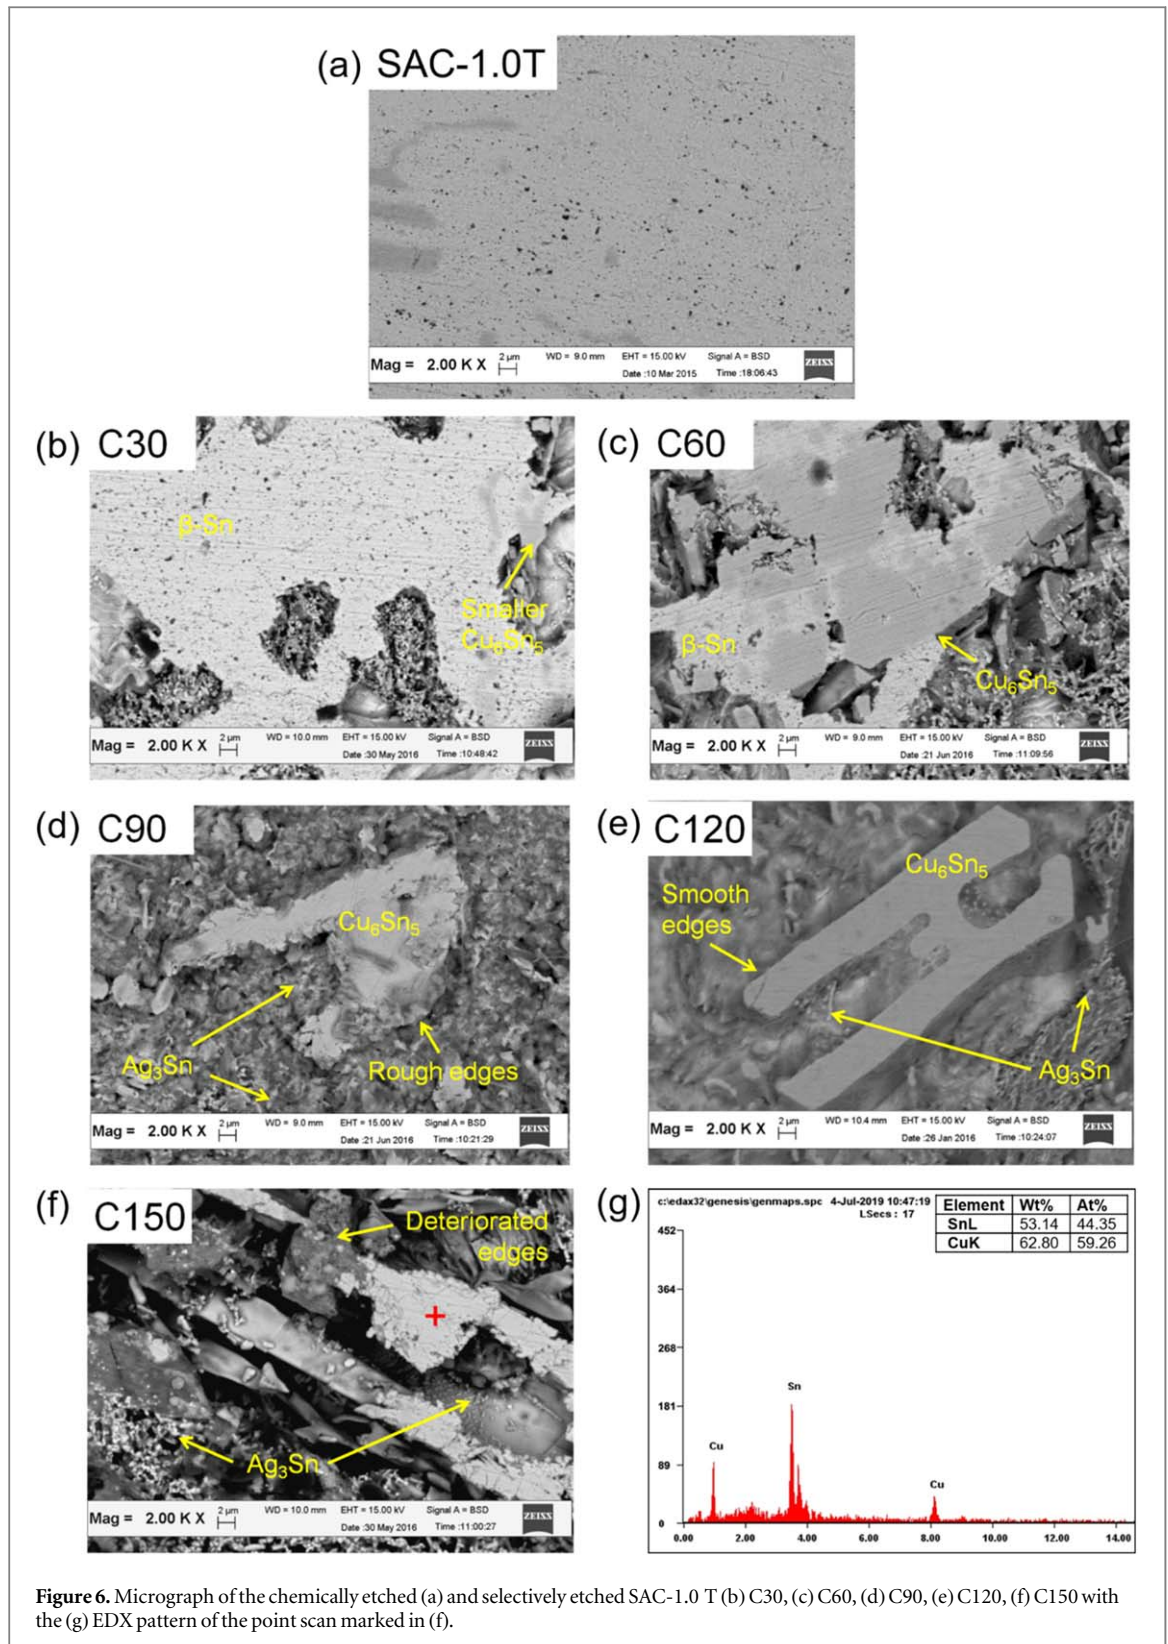 (a) SAC-1.0T
Mag = 2.00 K X 2 µm WD = 9.0 mm EHT = 15.00 kV Signal A = BSD ZEISS
Date :10 Mar 2015 Time :18:06:43
(b) C30
β-Sn
Smaller
Cu₆Sn₅
Mag = 2.00 K X 2 µm WD = 10.0 mm EHT = 15.00 kV Signal A = BSD ZEISS
Date :30 May 2016 Time :10:48:42
(c) C60
β-Sn
Cu₆Sn₅
Mag = 2.00 K X 2 µm WD = 9.0 mm EHT = 15.00 kV Signal A = BSD ZEISS
Date :21 Jun 2016 Time :11:09:56
(d) C90
Cu₆Sn₅
Ag₃Sn
Rough edges
Mag = 2.00 K X 2 µm WD = 9.0 mm EHT = 15.00 kV Signal A = BSD ZEISS
Date :21 Jun 2016 Time :10:21:29
(e) C120
Cu₆Sn₅
Smooth
edges
Ag₃Sn
Mag = 2.00 K X 2 µm WD = 10.4 mm EHT = 15.00 kV Signal A = BSD ZEISS
Date :26 Jan 2016 Time :10:24:07
(f) C150
Deteriorated
edges
Ag₃Sn
Mag = 2.00 K X 2 µm WD = 10.0 mm EHT = 15.00 kV Signal A = BSD ZEISS
Date :30 May 2016 Time :11:00:27
(g)
c:\edax32\genesis\genmaps.spc 4-Jul-2019 10:47:19
LSecs : 17
Element Wt% At%
SnL 53.14 44.35
CuK 62.80 59.26
452
364
268
181
89
0
Cu
Sn
Cu
0.00 2.00 4.00 6.00 8.00 10.00 12.00 14.00
Figure 6. Micrograph of the chemically etched (a) and selectively etched SAC-1.0 T (b) C30, (c) C60, (d) C90, (e) C120, (f) C150 with
the (g) EDX pattern of the point scan marked in (f).